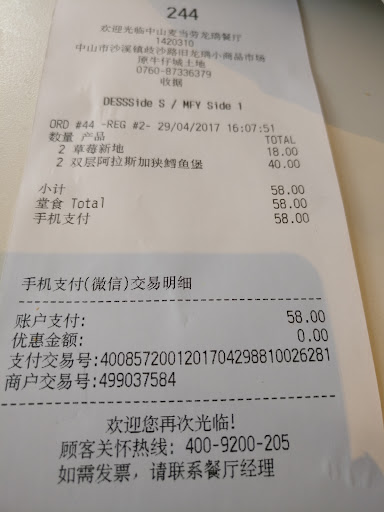 244
欢迎光临中山麦当劳龙瑞餐厅
1420310
中山市沙溪镇歧沙路旧龙瑞小商品市场
原牛仔城土地
0760-87336379
收据
DESSSide S / MFY Side 1
ORD #44 -REG #2- 29/04/2017 16:07:51
数量 产品 TOTAL
2 草莓新地 18.00
2 双层阿拉斯加狭鳕鱼堡 40.00
小计 58.00
堂食 Total 58.00
手机支付 58.00
手机支付(微信)交易明细
账户支付: 58.00
优惠金额: 0.00
支付交易号:4008572001201704298810026281
商户交易号:499037584
欢迎您再次光临!
顾客关怀热线: 400-9200-205
如需发票，请联系餐厅经理